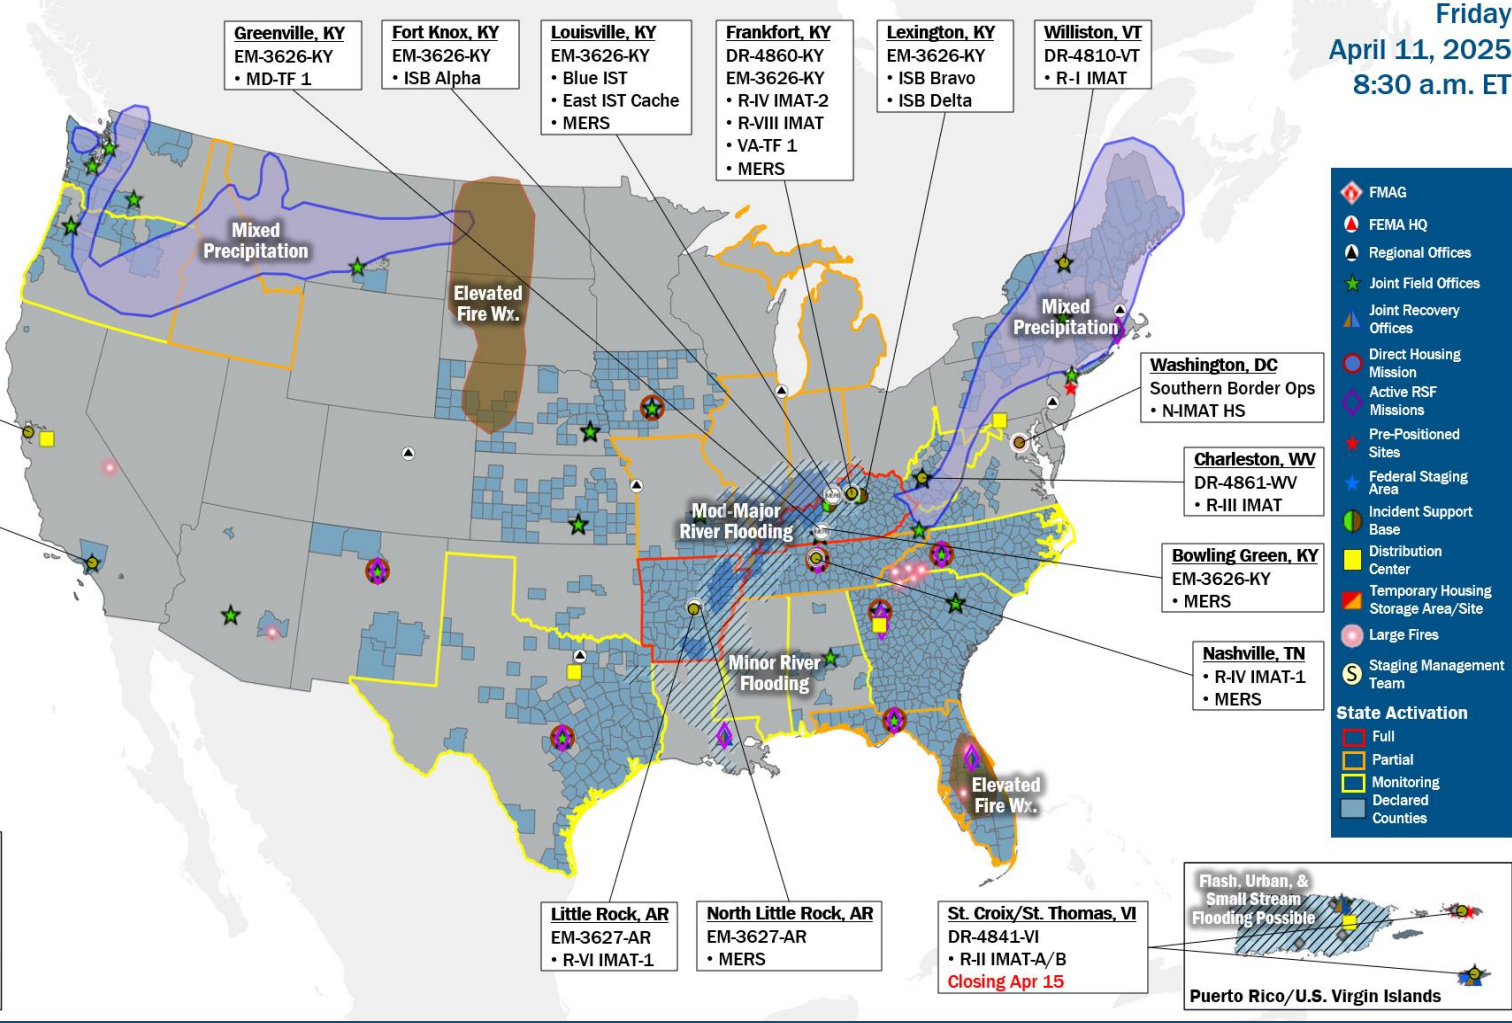 Friday
April 11, 2025
8:30 a.m. ET
Greenville, KY
EM-3626-KY
• MD-TF 1
Fort Knox, KY
EM-3626-KY
• ISB Alpha
Louisville, KY
EM-3626-KY
• Blue IST
• East IST Cache
• MERS
Frankfort, KY
DR-4860-KY
EM-3626-KY
• R-IV IMAT-2
• R-VIII IMAT
• VA-TF 1
• MERS
Lexington, KY
EM-3626-KY
• ISB Bravo
• ISB Delta
Williston, VT
DR-4810-VT
• R-I IMAT
Mixed
Precipitation
Elevated
Fire Wx.
Mixed
Precipitation
Washington, DC
Southern Border Ops
• N-IMAT HS
Charleston, WV
DR-4861-WV
• R-III IMAT
Mod-Major
River Flooding
Bowling Green, KY
EM-3626-KY
• MERS
Nashville, TN
• R-IV IMAT-1
• MERS
Minor River
Flooding
Elevated
Fire Wx.
Little Rock, AR
EM-3627-AR
• R-VI IMAT-1
North Little Rock, AR
EM-3627-AR
• MERS
St. Croix/St. Thomas, VI
DR-4841-VI
• R-II IMAT-A/B
Closing Apr 15
Flash, Urban, &
Small Stream
Flooding Possible
Puerto Rico/U.S. Virgin Islands
FMAG
FEMA HQ
Regional Offices
Joint Field Offices
Joint Recovery
Offices
Direct Housing
Mission
Active RSF
Missions
Pre-Positioned
Sites
Federal Staging
Area
Incident Support
Base
Distribution
Center
Temporary Housing
Storage Area/Site
Large Fires
S
Staging Management
Team
State Activation
Full
Partial
Monitoring
Declared
Counties